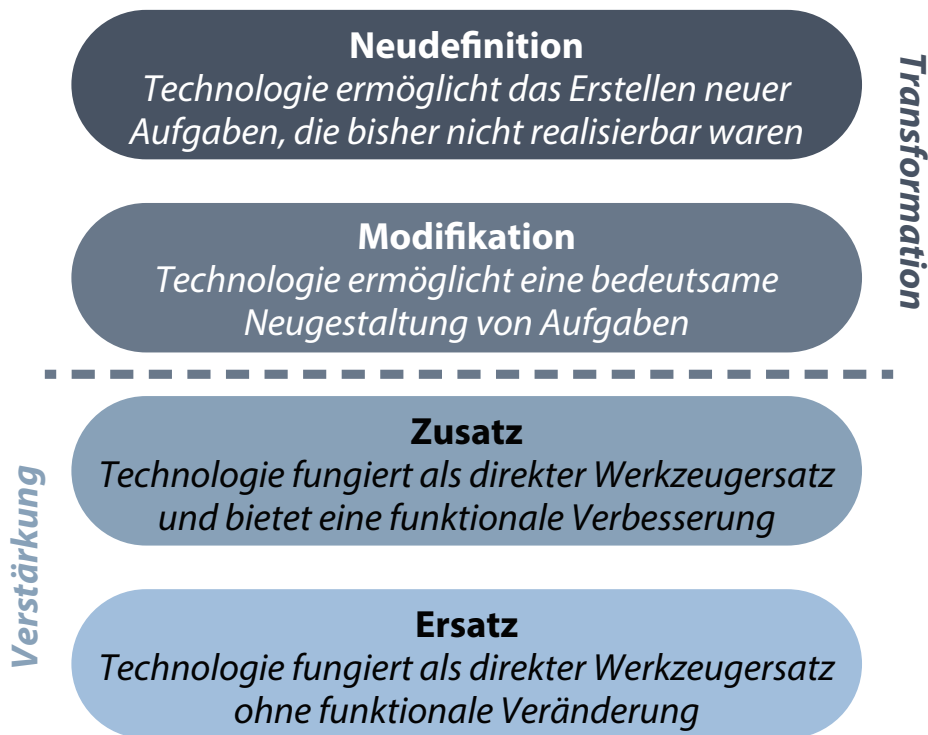 Neudefinition
Technologie ermöglicht das Erstellen neuer
Aufgaben, die bisher nicht realisierbar waren
Modifikation
Technologie ermöglicht eine bedeutsame
Neugestaltung von Aufgaben
Transformation
Zusatz
Technologie fungiert als direkter Werkzeugersatz
und bietet eine funktionale Verbesserung
Ersatz
Technologie fungiert als direkter Werkzeugersatz
ohne funktionale Veränderung
Verstärkung